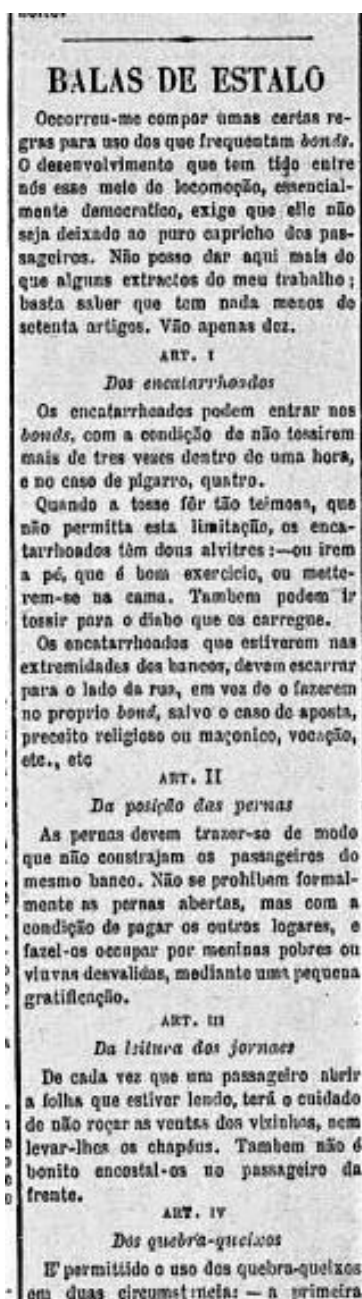 BALAS DE ESTALO
Occorreu-me compor umas certas re-
gras para uso dos que frequentam bonds.
O desenvolvimento que tem tido entre
nós esse meio de locomoção, essencial-
mente democratico, exige que elle não
seja deixado ao puro capricho dos pas-
sageiros. Não posso dar aqui mais do
que alguns extractos do meu trabalho;
basta saber que tem nada menos de
setenta artigos. Vão apenas dez.
ART. I
Dos encatarrhoados
Os encatarrhoados podem entrar nos
bonds, com a condição de não tossirem
mais de tres vezes dentro de uma hora,
e no caso de pigarro, quatro.
Quando a tosse fôr tão teimosa, que
não permitta esta limitação, os enca-
tarrhoados têm dous alvitres:—ou irem
a pé, que é bom exercicio, ou mette-
rem-se na cama. Tambem podem ir
tossir para o diabo que os carregue.
Os encatarrhoados que estiverem nas
extremidades dos bancos, devem escarrar
para o lado da rua, em vez de o fazerem
no proprio bond, salvo o caso de aposta,
preceito religioso ou maçonico, vocação,
etc., etc
ART. II
Da posição das pernas
As pernas devem trazer-se de modo
que não constrajam os passageiros do
mesmo banco. Não se prohibem formal-
mente as pernas abertas, mas com a
condição de pagar os outros logares, e
fazel-os occupar por meninas pobres ou
viuvas desvalidas, mediante uma pequena
gratificação.
ART. III
Da leitura dos jornaes
De cada vez que um passageiro abrir
a folha que estiver lendo, terá o cuidado
de não roçar as ventas dos vizinhos, nem
levar-lhes os chapéus. Tambem não é
bonito encostal-os no passageiro da
frente.
ART. IV
Dos quebra-queixos
E' permittido o uso dos quebra-queixos
em duas circumstancias: — a primeira